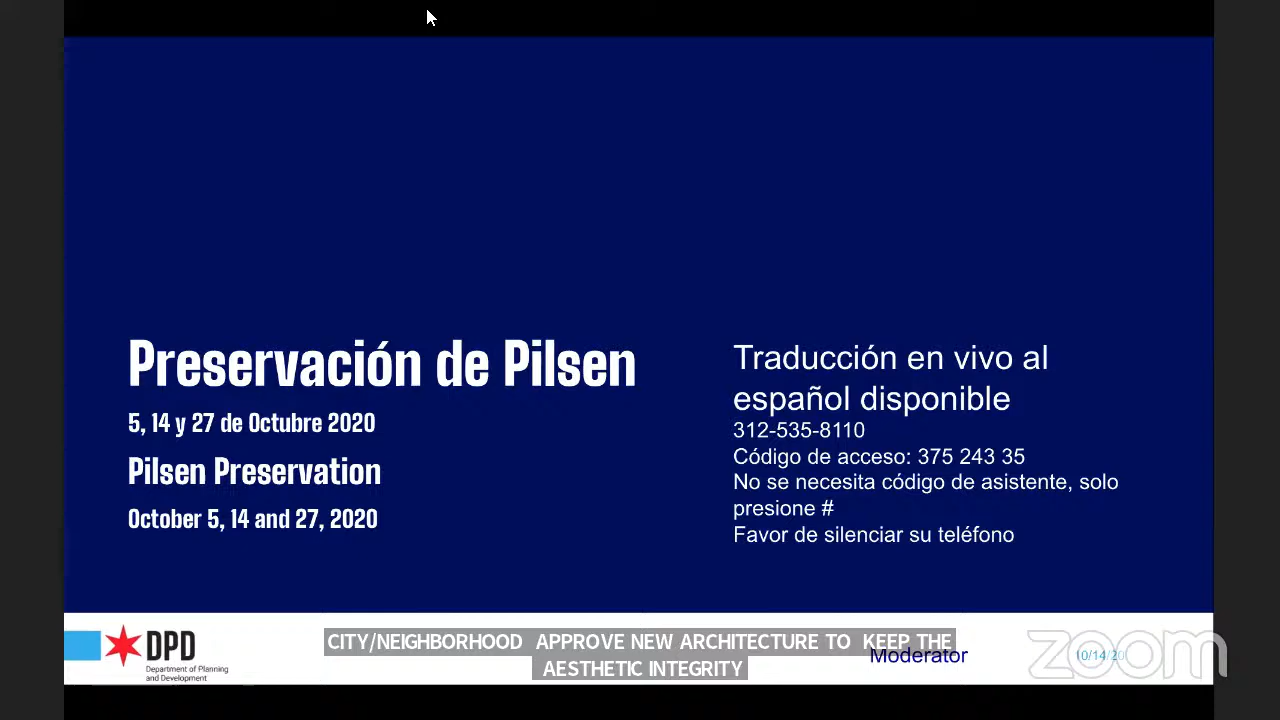 Preservación de Pilsen
5, 14 y 27 de Octubre 2020
Pilsen Preservation
October 5, 14 and 27, 2020
Traducción en vivo al
español disponible
312-535-8110
Código de acceso: 375 243 35
No se necesita código de asistente, solo
presione #
Favor de silenciar su teléfono
DPD
Department of Planning
and Development
CITY/NEIGHBORHOOD APPROVE NEW ARCHITECTURE TO KEEP THE
AESTHETIC INTEGRITY
Moderator
10/14/20
zoom